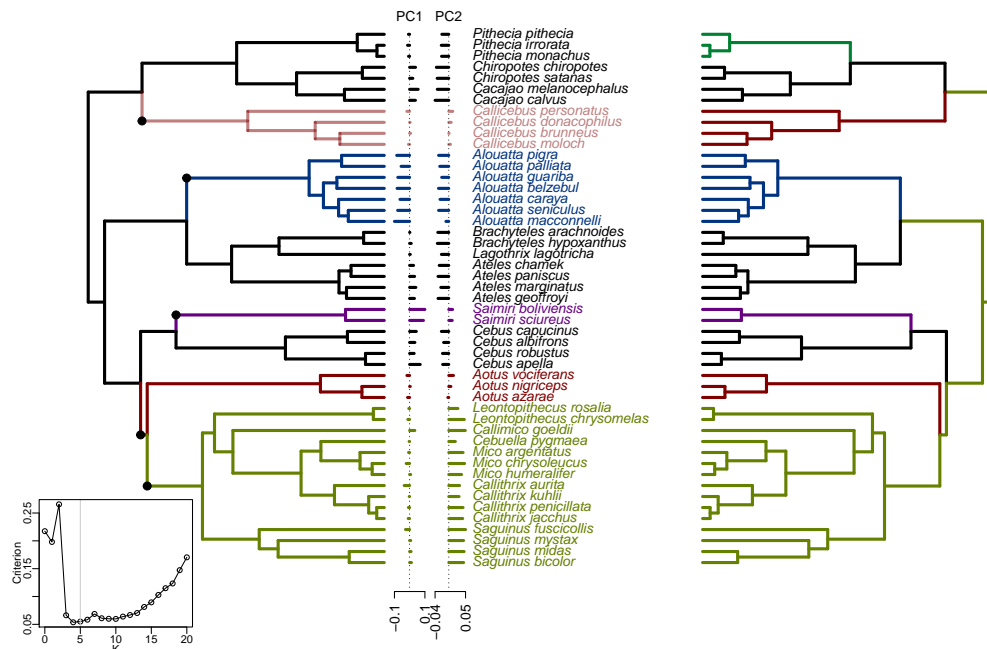 PC1 PC2
Pithecia pithecia
Pithecia irrorata
Pithecia monachus
Chiropotes chiropotes
Chiropotes satanas
Cacajao melanocephalus
Cacajao calvus
Callicebus personatus
Callicebus donacophilus
Callicebus brunneus
Callicebus moloch
Alouatta pigra
Alouatta palliata
Alouatta guariba
Alouatta belzebul
Alouatta caraya
Alouatta seniculus
Alouatta macconnelli
Brachyteles arachnoides
Brachyteles hypoxanthus
Lagothrix lagotricha
Ateles chamek
Ateles paniscus
Ateles marginatus
Ateles geoffroyi
Saimiri boliviensis
Saimiri sciureus
Cebus capucinus
Cebus albifrons
Cebus robustus
Cebus apella
Aotus vociferans
Aotus nigriceps
Aotus azarae
Leontopithecus rosalia
Leontopithecus chrysomelas
Callimico goeldii
Cebuella pygmaea
Mico argentatus
Mico chrysoleucus
Mico humeralifer
Callithrix aurita
Callithrix kuhlii
Callithrix penicillata
Callithrix jacchus
Saguinus fuscicollis
Saguinus mystax
Saguinus midas
Saguinus bicolor
−0.1 0.1 −0.04 0.05
Criterion
0.05 0.15 0.25
0 5 10 15 20
K